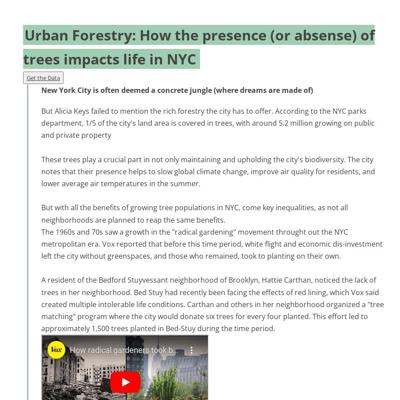 Urban Forestry: How the presence (or absense) of
trees impacts life in NYC
Get the Data
New York City is often deemed a concrete jungle (where dreams are made of)
But Alicia Keys failed to mention the rich forestry the city has to offer. According to the NYC parks
department, 1/5 of the city's land area is covered in trees, with around 5.2 million growing on public
and private property
These trees play a crucial part in not only maintaining and upholding the city's biodiversity. The city
notes that their presence helps to slow global climate change, improve air quality for residents, and
lower average air temperatures in the summer.
But with all the benefits of growing tree populations in NYC, come key inequalities, as not all
neighborhoods are planned to reap the same benefits.
The 1960s and 70s saw a growth in the "radical gardening" movement throught out the NYC
metropolitan era. Vox reported that before this time period, white flight and economic dis-investment
left the city without greenspaces, and those who remained, took to planting on their own.
A resident of the Bedford Stuyvessant neighborhood of Brooklyn, Hattie Carthan, noticed the lack of
trees in her neighborhood. Bed Stuy had recently been facing the effects of red lining, which Vox said
created multiple intolerable life conditions. Carthan and others in her neighborhood organized a "tree
matching" program where the city would donate six trees for every four planted. This effort led to
approximately 1,500 trees planted in Bed-Stuy during the time period.
Vox How radical gardeners took b...